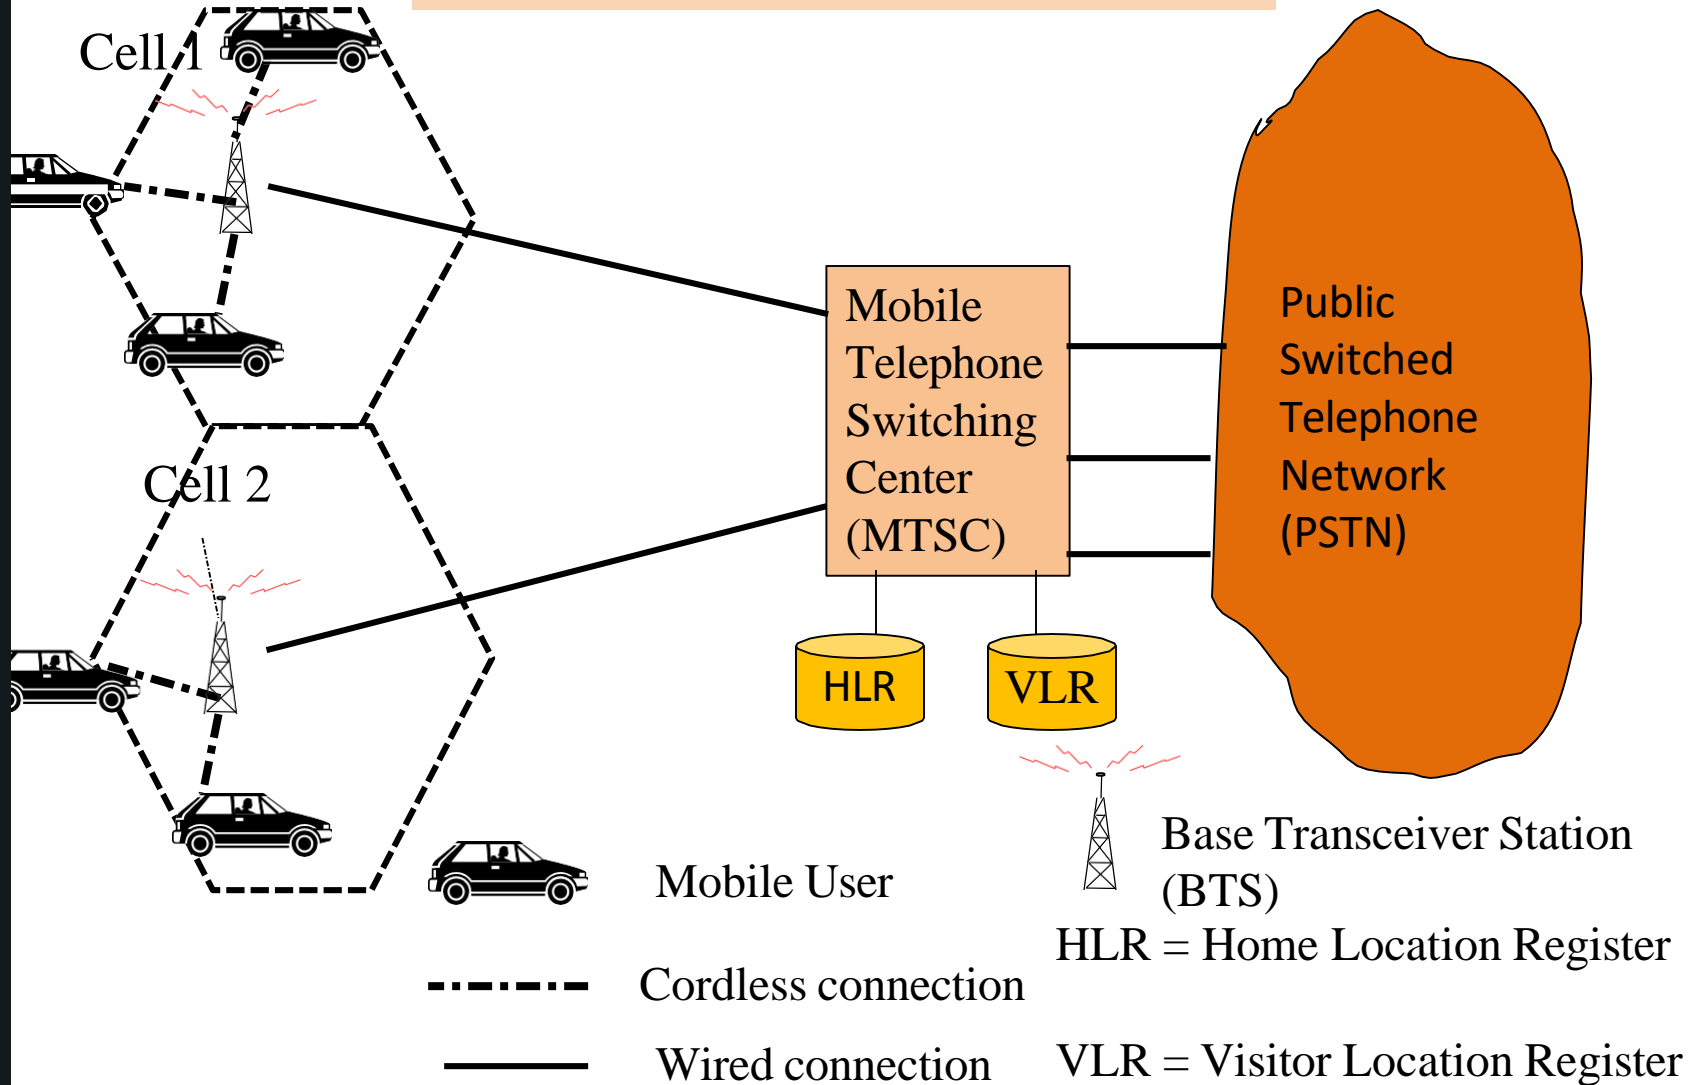 Cell 1
Cell 2
Mobile
Telephone
Switching
Center
(MTSC)
Public
Switched
Telephone
Network
(PSTN)
HLR
VLR
Mobile User
Base Transceiver Station
(BTS)
HLR = Home Location Register
Cordless connection
Wired connection
VLR = Visitor Location Register